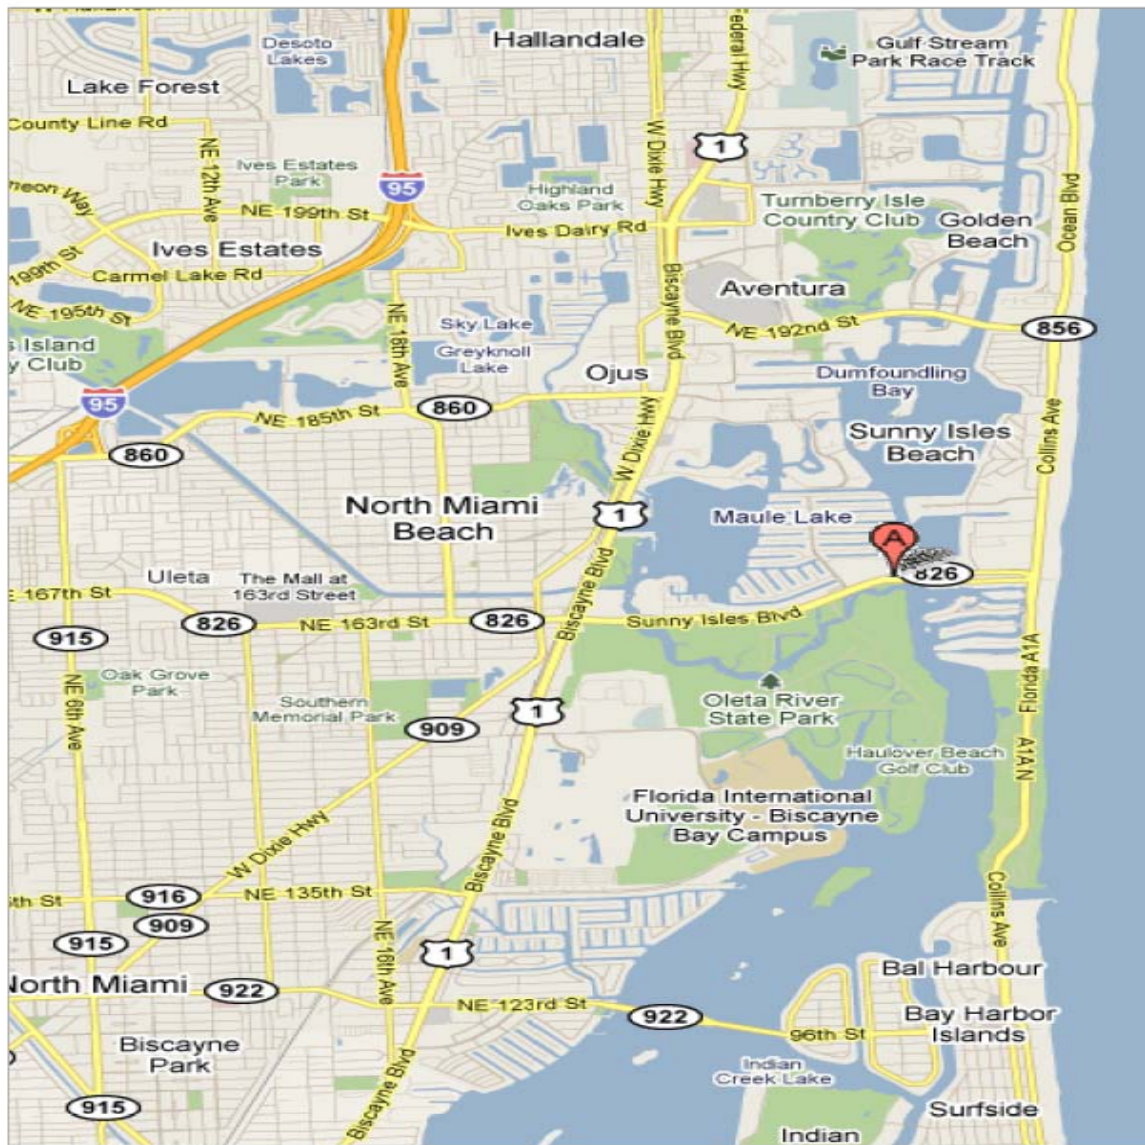 Desoto
Lakes
Hallandale
Federal Hwy
Gulf Stream
Park Race Track
Lake Forest
County Line Rd
NE 12th Ave
W Dixie Hwy
1
Ives Estates
Park
95
Highland
Oaks Park
Turnberry Isle
Country Club
Golden
Beach
Ocean Blvd
NE 199th St
Ives Dairy Rd
Ives Estates
199th St
Carmel Lake Rd
Biscayne Blvd
Aventura
NE 195th St
NE 18th Ave
Sky Lake
NE 192nd St
856
s Island
y Club
Greyknoll
Lake
Ojus
Dumfoundling
Bay
95
NE 185th St
860
W Dixie Hwy
Collins Ave
Sunny Isles
Beach
860
North Miami
Beach
1
Maule Lake
A
826
Uleta
The Mall at
163rd Street
Biscayne Blvd
E 167th St
826
NE 163rd St
826
Sunny Isles Blvd
915
NE 6th Ave
Oak Grove
Park
Southern
Memorial Park
909
1
Oleta River
State Park
Florida A1A
A1A N
Haulover Beach
Golf Club
Florida International
University - Biscayne
Bay Campus
W Dixie Hwy
Biscayne Blvd
916
NE 135th St
5th St
909
915
NE 16th Ave
1
Collins Ave
Bal Harbour
North Miami
922
NE 123rd St
922
96th St
Bay Harbor
Islands
Biscayne
Park
Biscayne Blvd
Indian
Creek Lake
915
Surfside
Indian